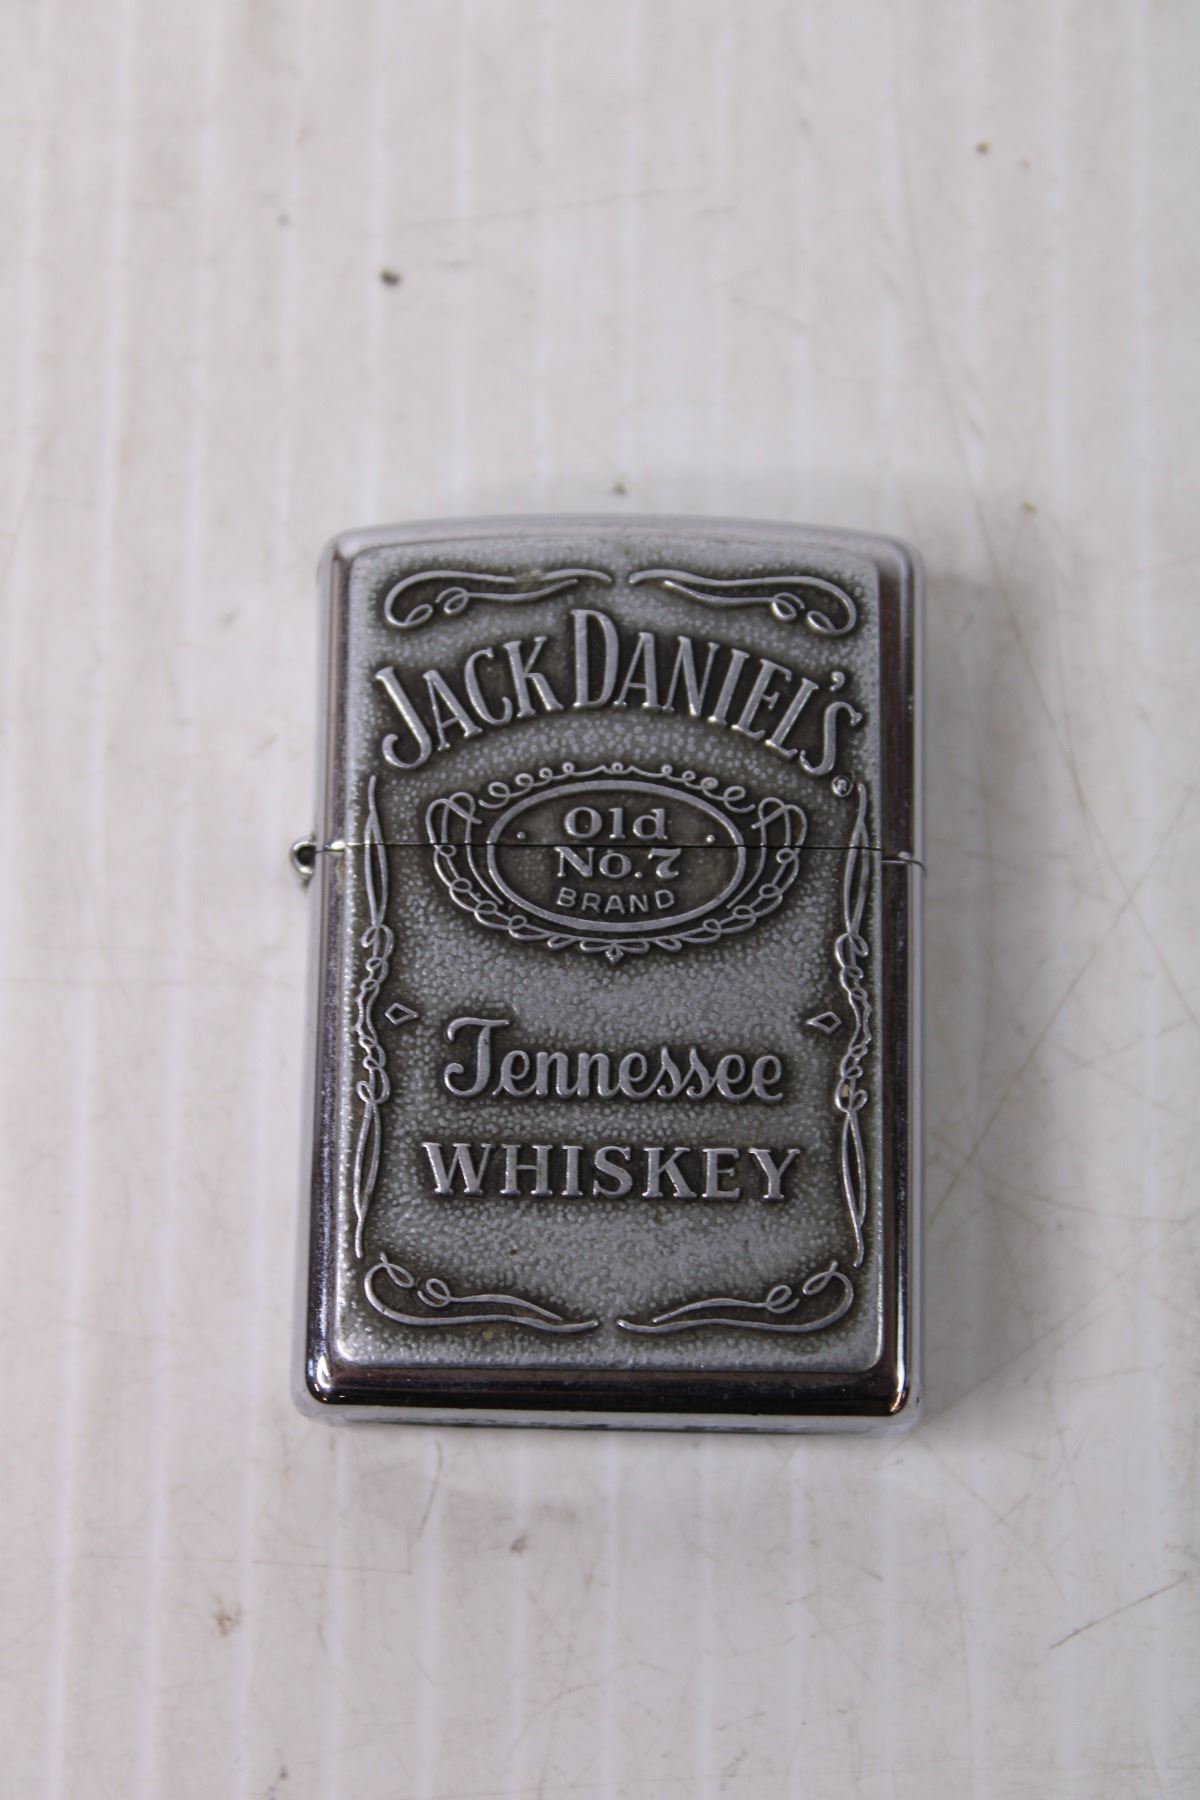 JACK DANIEL'S®
Old
No.7
BRAND
Tennessee
WHISKEY